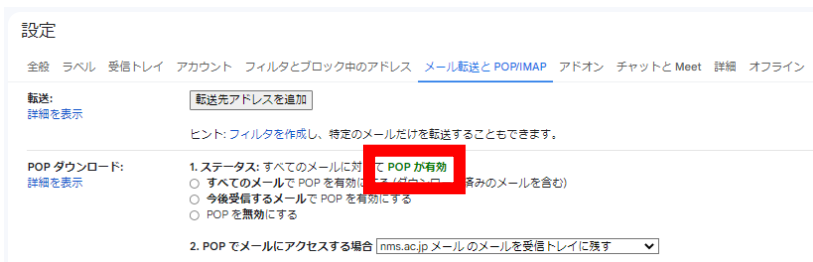 設定
全般 ラベル 受信トレイ アカウント フィルタとブロック中のアドレス メール転送と POP/IMAP アドオン チャットと Meet 詳細 オフライン
転送: 転送先アドレスを追加
詳細を表示
ヒント: フィルタを作成し、特定のメールだけを転送することもできます。
POP ダウンロード: 1. ステータス: すべてのメールに対 て POP が有効
詳細を表示 すべてのメールで POP を有効に る (ダウンロ 済みのメールを含む)
今後受信するメールで POP を有効にする
POP を無効にする
2. POP でメールにアクセスする場合 nms.ac.jp メール のメールを受信トレイに残す